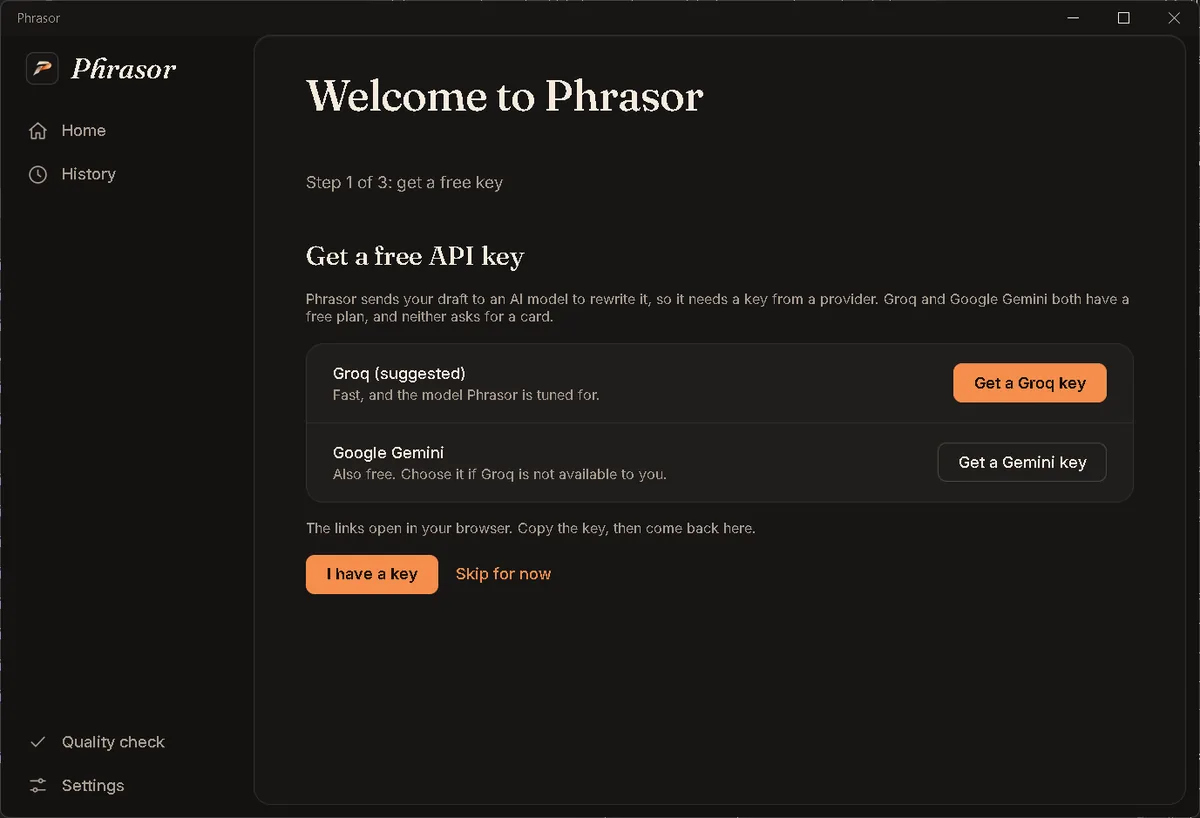 Phrasor
Phrasor
Home
History
Welcome to Phrasor
Step 1 of 3: get a free key
Get a free API key
Phrasor sends your draft to an AI model to rewrite it, so it needs a key from a provider. Groq and Google Gemini both have a
free plan, and neither asks for a card.
Groq (suggested)
Fast, and the model Phrasor is tuned for.
Get a Groq key
Google Gemini
Also free. Choose it if Groq is not available to you.
Get a Gemini key
The links open in your browser. Copy the key, then come back here.
I have a key
Skip for now
Quality check
Settings